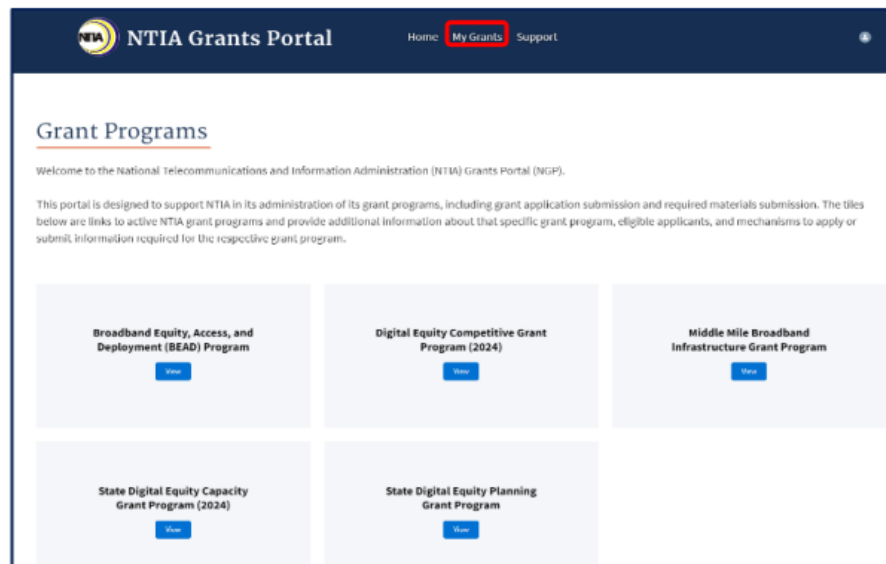 NTIA
NTIA Grants Portal
Home My Grants Support
Grant Programs
Welcome to the National Telecommunications and Information Administration (NTIA) Grants Portal (NGP).
This portal is designed to support NTIA in its administration of its grant programs, including grant application submission and required materials submission. The tiles
below are links to active NTIA grant programs and provide additional information about that specific grant program, eligible applicants, and mechanisms to apply or
submit information required for the respective grant program.
Broadband Equity, Access, and
Deployment (BEAD) Program
View
Digital Equity Competitive Grant
Program (2024)
View
Middle Mile Broadband
Infrastructure Grant Program
View
State Digital Equity Capacity
Grant Program (2024)
View
State Digital Equity Planning
Grant Program
View